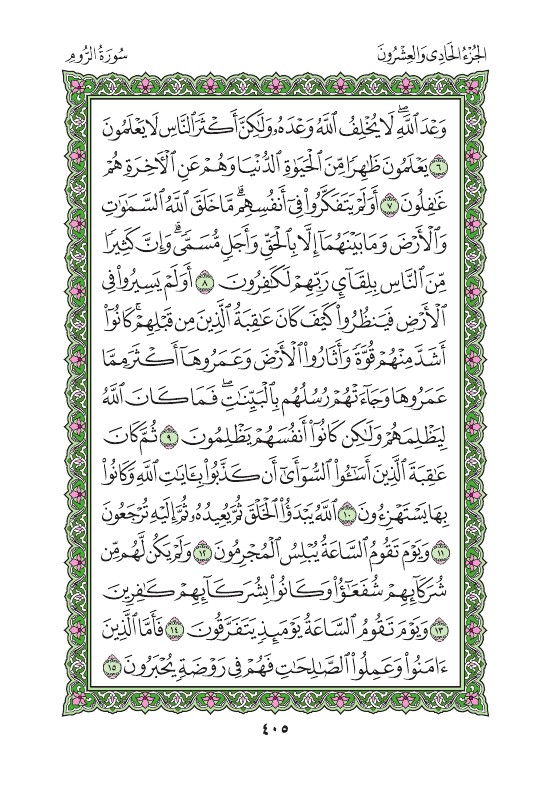 الجُزْءُ الحَادِي وَالعِشْرُونَ
سُورَةُ الرُّومِ
وَعْدَ ٱللَّهِۖ لَا يُخْلِفُ ٱللَّهُ وَعْدَهُۥ وَلَٰكِنَّ أَكْثَرَ ٱلنَّاسِ لَا يَعْلَمُونَ
٦ يَعْلَمُونَ ظَٰهِرًا مِّنَ ٱلْحَيَوٰةِ ٱلدُّنْيَا وَهُمْ عَنِ ٱلْأٓخِرَةِ هُمْ
غَٰفِلُونَ ٧ أَوَلَمْ يَتَفَكَّرُوا۟ فِىٓ أَنفُسِهِمۗ مَّا خَلَقَ ٱللَّهُ ٱلسَّمَٰوَٰتِ
وَٱلْأَرْضَ وَمَا بَيْنَهُمَآ إِلَّا بِٱلْحَقِّ وَأَجَلٍ مُّسَمًّىۗ وَإِنَّ كَثِيرًا
مِّنَ ٱلنَّاسِ بِلِقَآئِ رَبِّهِمْ لَكَٰفِرُونَ ٨ أَوَلَمْ يَسِيرُوا۟ فِى
ٱلْأَرْضِ فَيَنظُرُوا۟ كَيْفَ كَانَ عَٰقِبَةُ ٱلَّذِينَ مِن قَبْلِهِمْۚ كَانُوٓا۟
أَشَدَّ مِنْهُمْ قُوَّةً وَأَثَارُوا۟ ٱلْأَرْضَ وَعَمَرُوهَآ أَكْثَرَ مِمَّا
عَمَرُوهَا وَجَآءَتْهُمْ رُسُلُهُم بِٱلْبَيِّنَٰتِۖ فَمَا كَانَ ٱللَّهُ
لِيَظْلِمَهُمْ وَلَٰكِن كَانُوٓا۟ أَنفُسَهُمْ يَظْلِمُونَ ٩ ثُمَّ كَانَ
عَٰقِبَةَ ٱلَّذِينَ أَسَٰٓـُٔوا۟ ٱلسُّوٓأَىٰٓ أَن كَذَّبُوا۟ بِـَٔايَٰتِ ٱللَّهِ وَكَانُوا۟
بِهَا يَسْتَهْزِءُونَ ١٠ ٱللَّهُ يَبْدَؤُا۟ ٱلْخَلْقَ ثُمَّ يُعِيدُهُۥ ثُمَّ إِلَيْهِ تُرْجَعُونَ
١١ وَيَوْمَ تَقُومُ ٱلسَّاعَةُ يُبْلِسُ ٱلْمُجْرِمُونَ ١٢ وَلَمْ يَكُن لَّهُم مِّن
شُرَكَآئِهِمْ شُفَعَٰٓؤُا۟ وَكَانُوا۟ بِشُرَكَآئِهِمْ كَٰفِرِينَ
١٣ وَيَوْمَ تَقُومُ ٱلسَّاعَةُ يَوْمَئِذٍ يَتَفَرَّقُونَ ١٤ فَأَمَّا ٱلَّذِينَ
ءَامَنُوا۟ وَعَمِلُوا۟ ٱلصَّٰلِحَٰتِ فَهُمْ فِى رَوْضَةٍ يُحْبَرُونَ ١٥
٤٠٥